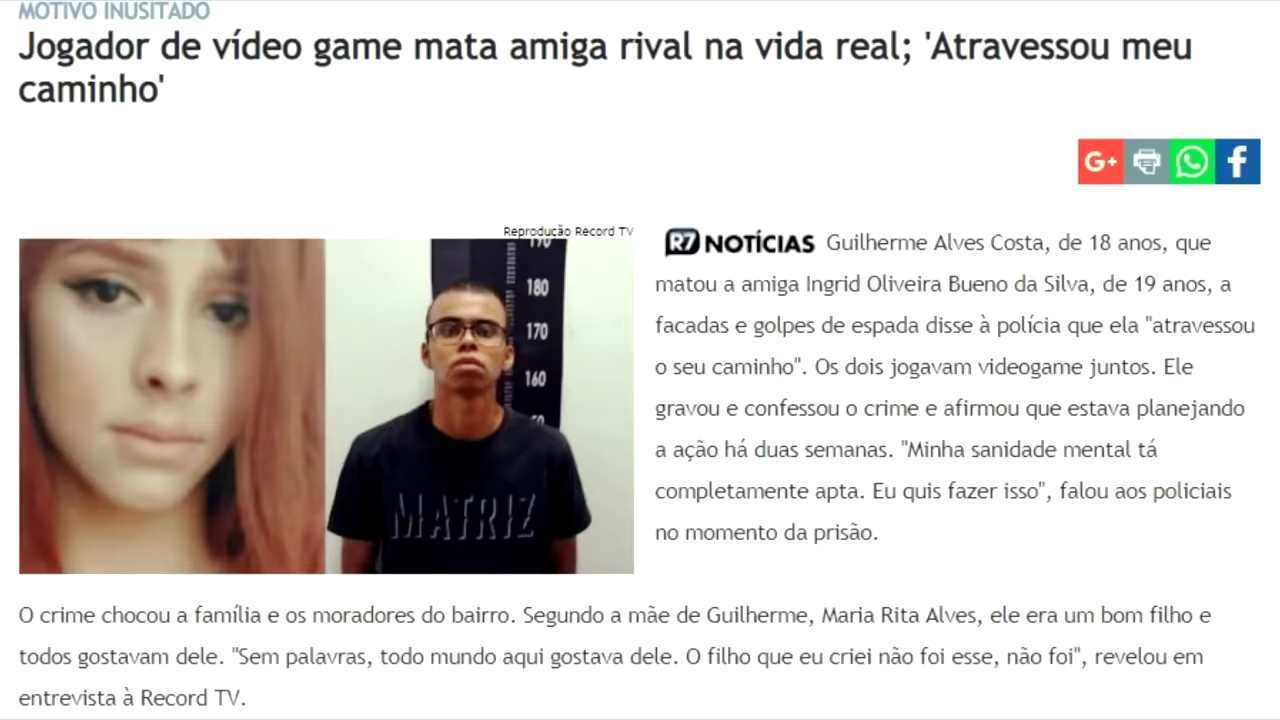 MOTIVO INUSITADO
Jogador de vídeo game mata amiga rival na vida real; 'Atravessou meu
caminho'
G+
Reprodução Record TV
R7 NOTÍCIAS Guilherme Alves Costa, de 18 anos, que
matou a amiga Ingrid Oliveira Bueno da Silva, de 19 anos, a
facadas e golpes de espada disse à polícia que ela "atravessou
o seu caminho". Os dois jogavam videogame juntos. Ele
gravou e confessou o crime e afirmou que estava planejando
a ação há duas semanas. "Minha sanidade mental tá
completamente apta. Eu quis fazer isso", falou aos policiais
no momento da prisão.
190
180
170
160
MATRIZ
O crime chocou a família e os moradores do bairro. Segundo a mãe de Guilherme, Maria Rita Alves, ele era um bom filho e
todos gostavam dele. "Sem palavras, todo mundo aqui gostava dele. O filho que eu criei não foi esse, não foi", revelou em
entrevista à Record TV.